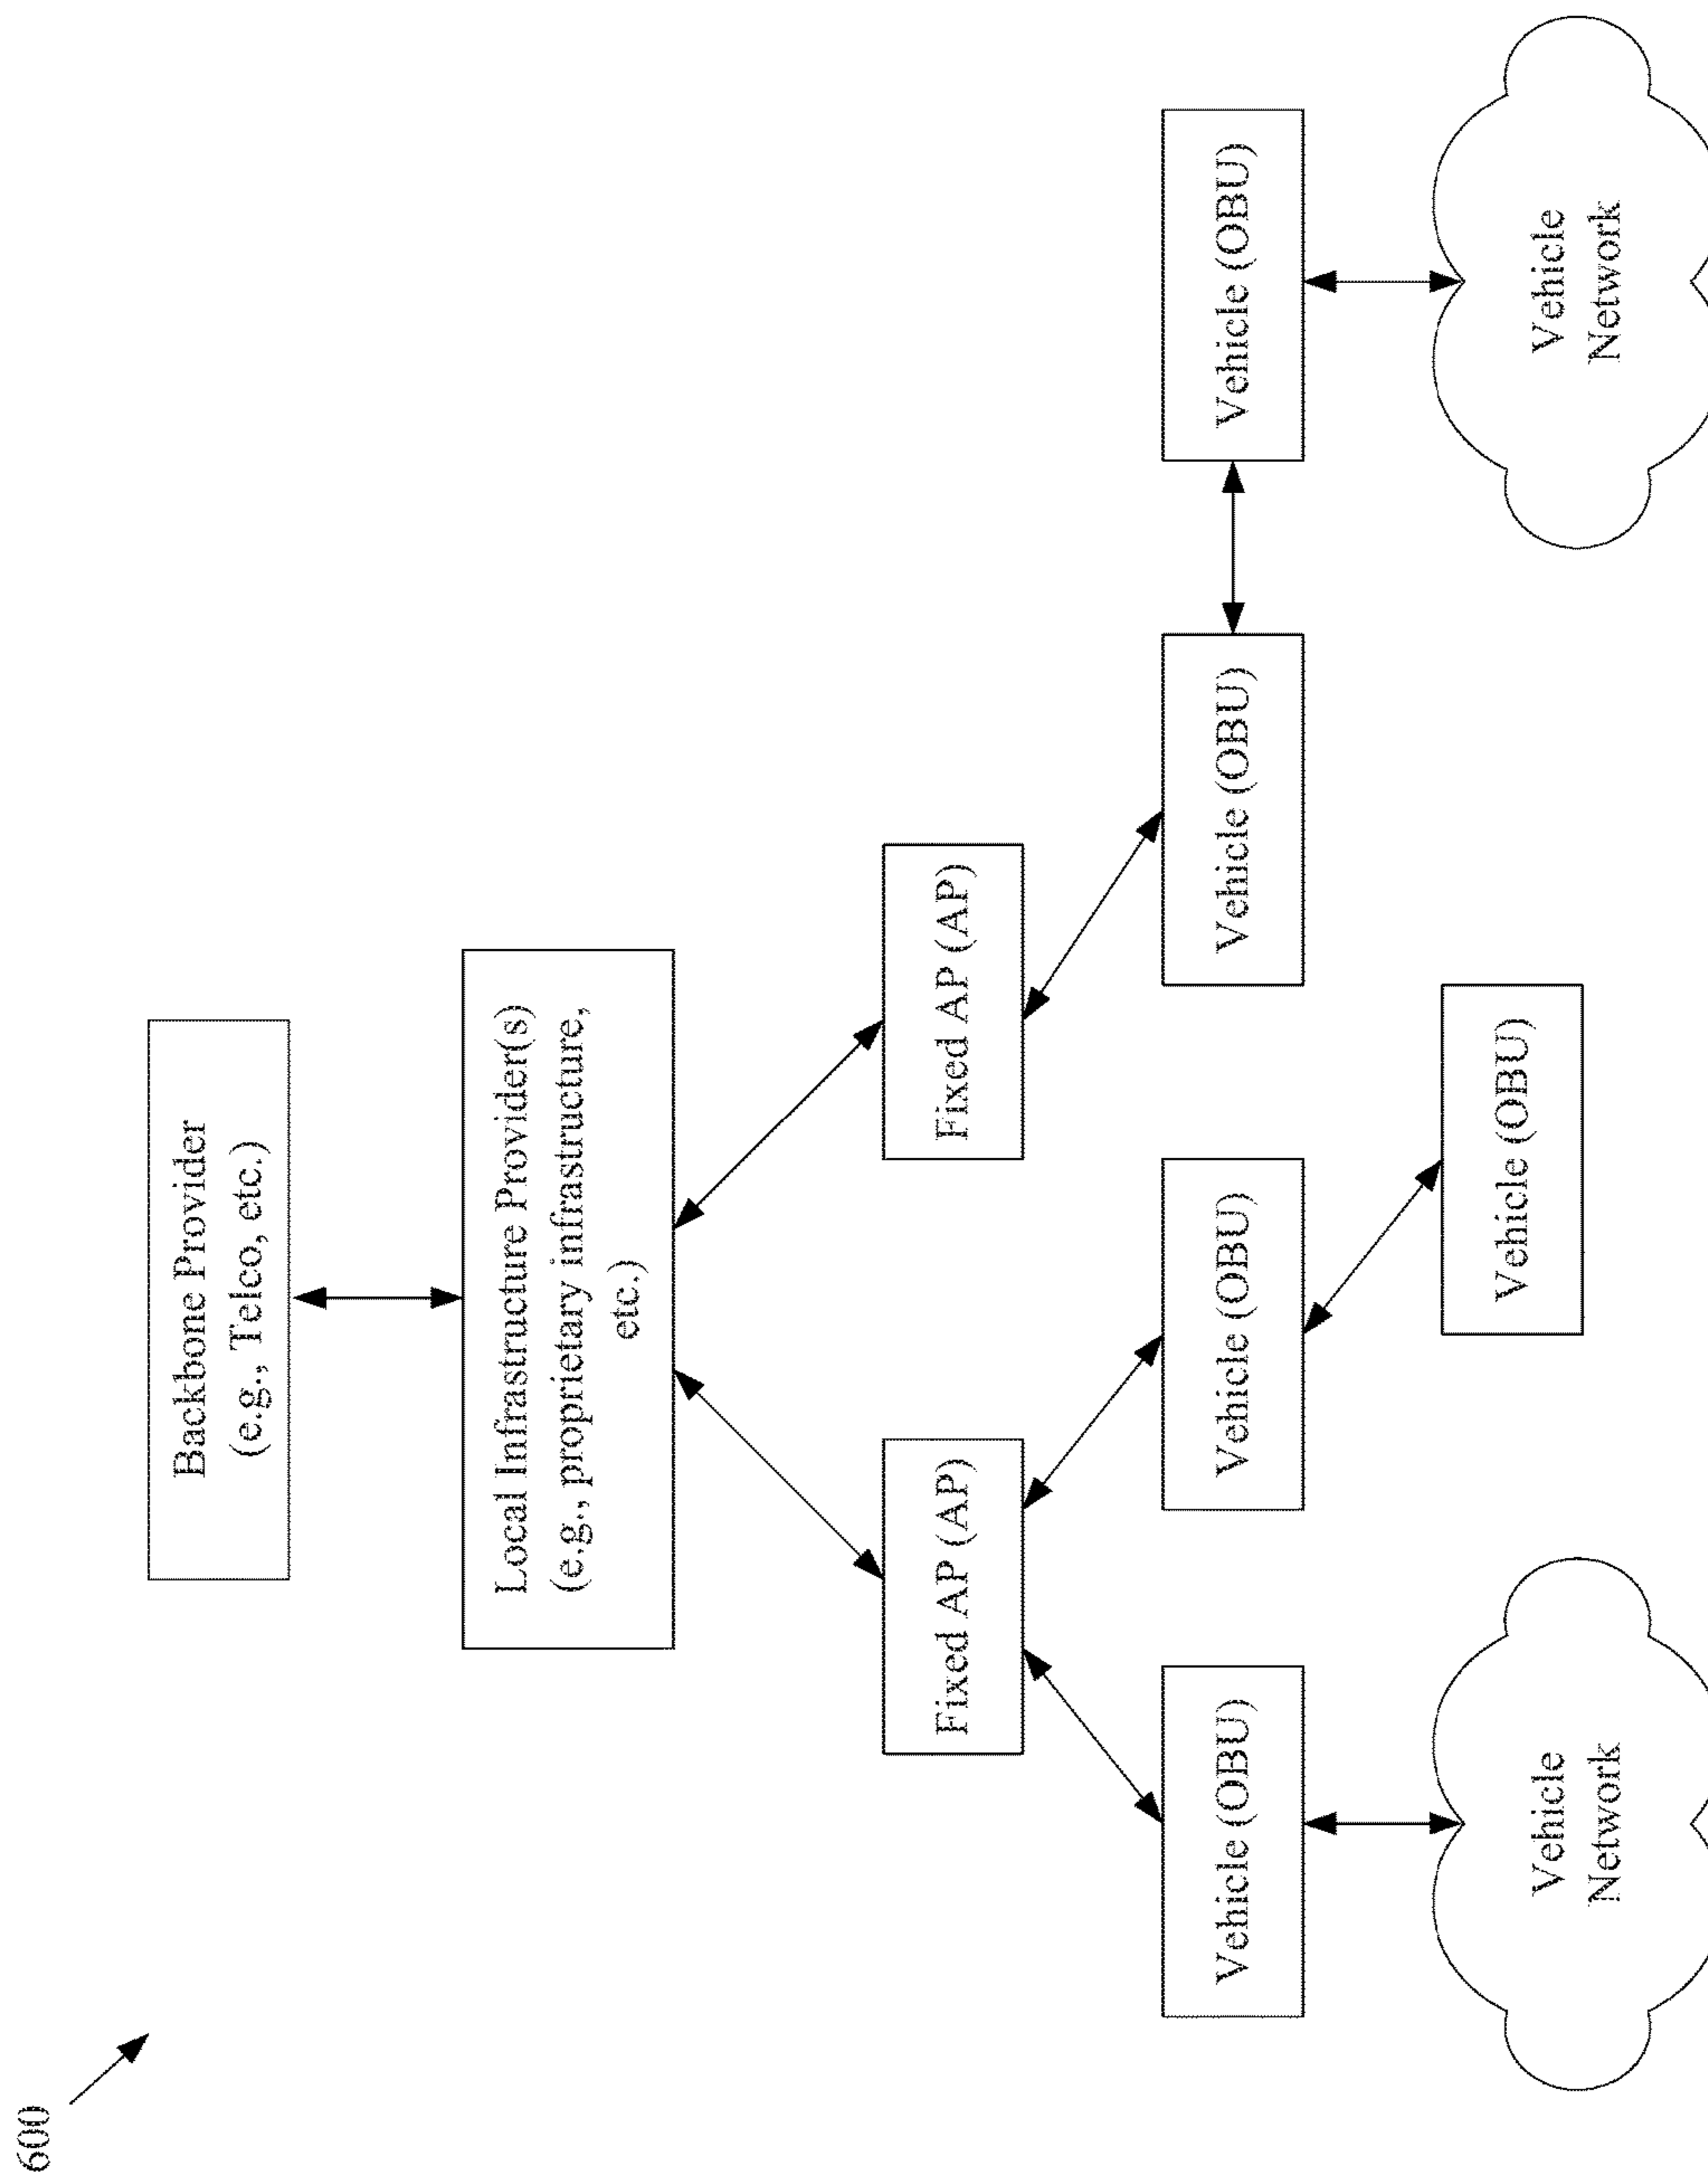 600
Backbone Provider
(e.g., Telco, etc.)
Local Infrastructure Provider(s)
(e.g., proprietary infrastructure,
etc.)
Fixed AP (AP)
Fixed AP (AP)
Vehicle (OBU)
Vehicle (OBU)
Vehicle (OBU)
Vehicle (OBU)
Vehicle (OBU)
Vehicle
Network
Vehicle
Network